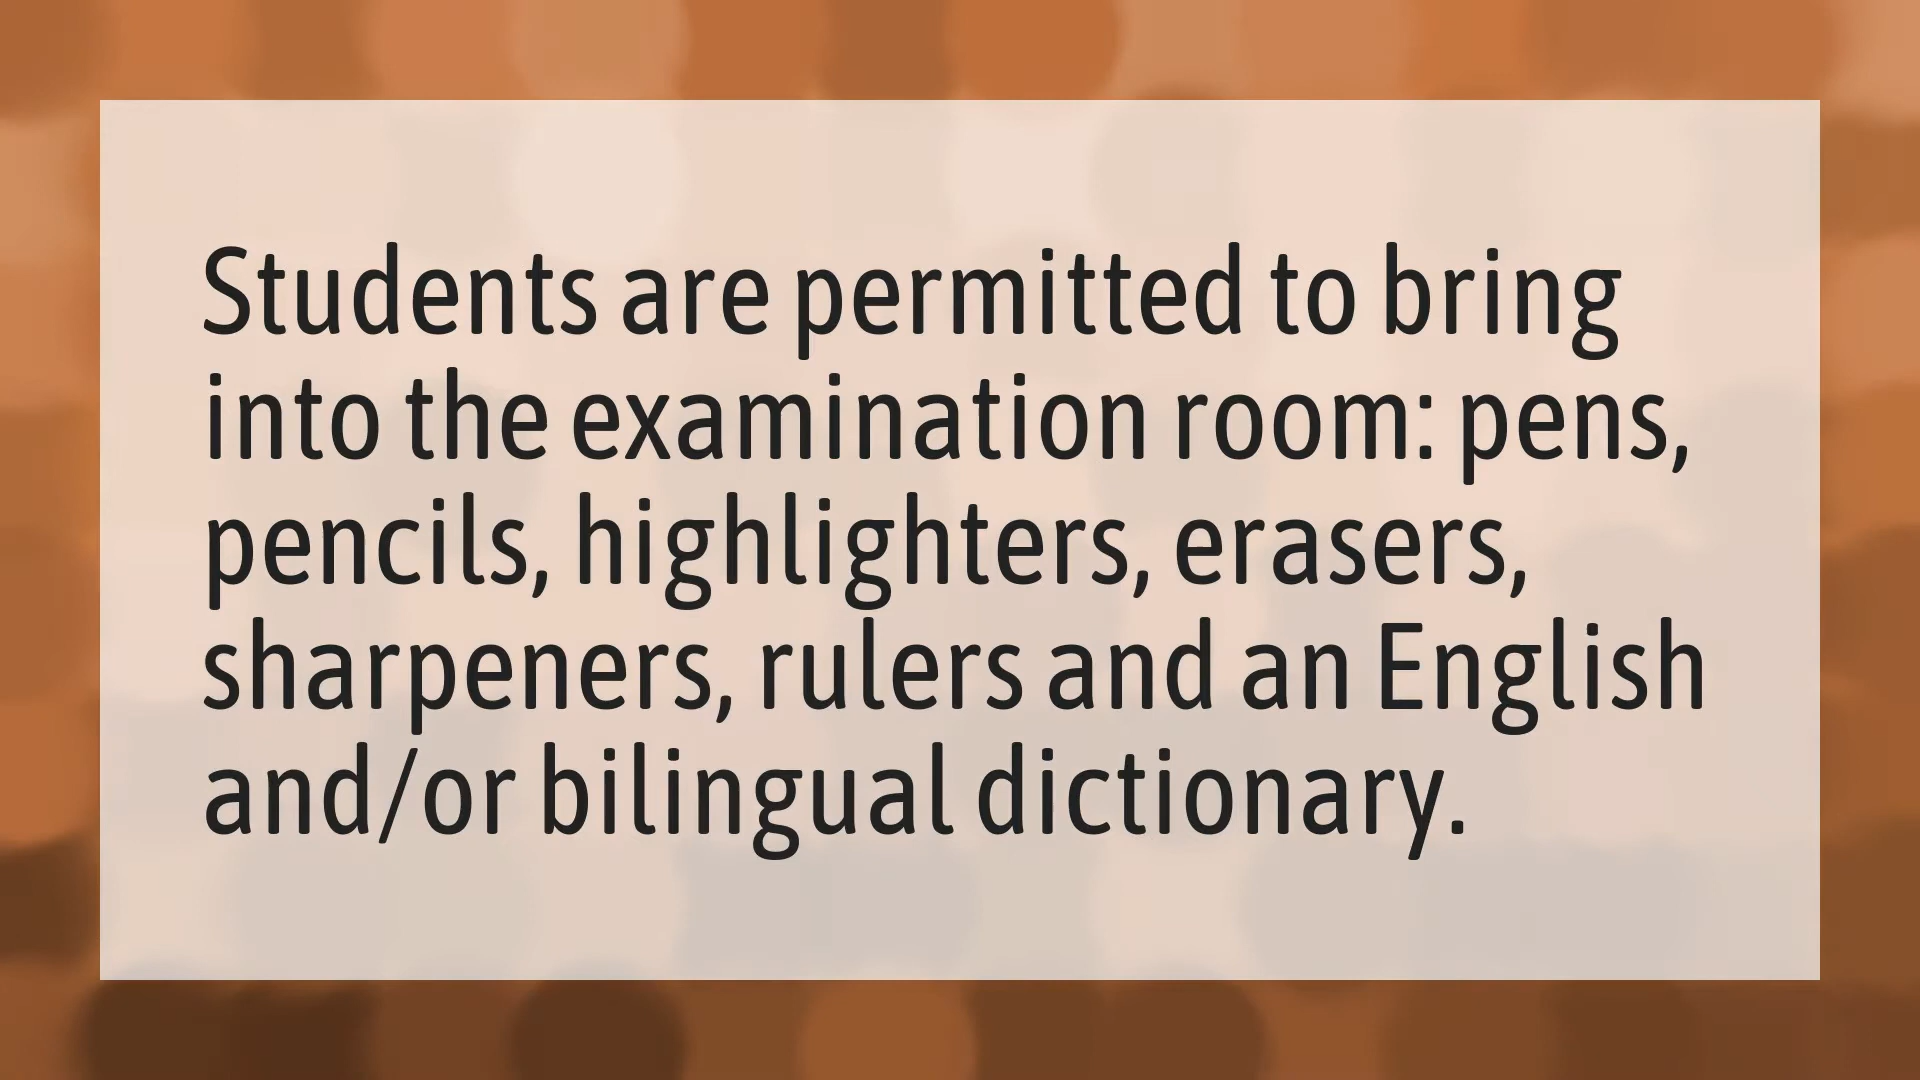 Students are permitted to bring
into the examination room: pens,
pencils, highlighters, erasers,
sharpeners, rulers and an English
and/or bilingual dictionary.